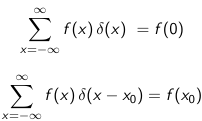 ∞∑x=−∞ f(x) δ(x) = f(0)
∞∑x=−∞ f(x) δ(x − x₀) = f(x₀)